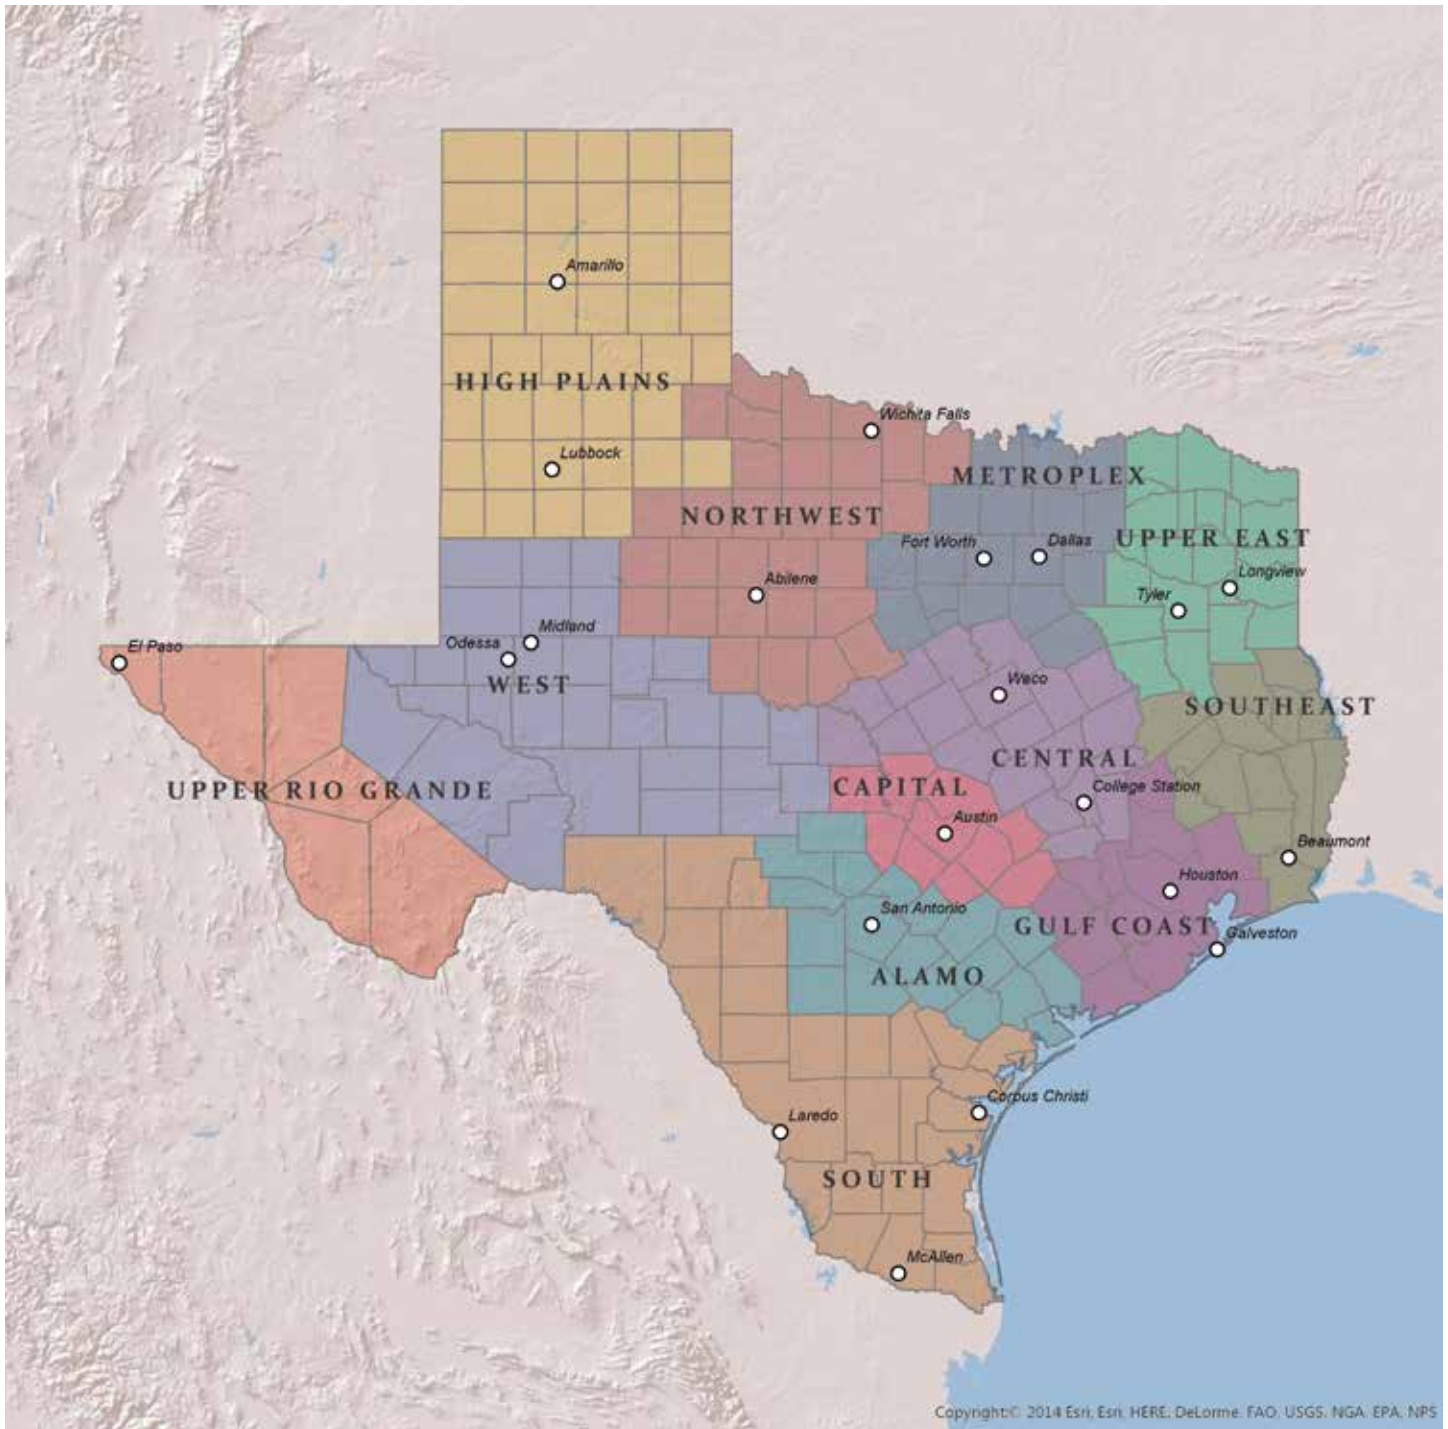 Amarillo
HIGH PLAINS
Wichita Falls
Lubbock
METROPLEX
NORTHWEST
Fort Worth
Dallas
UPPER EAST
Abilene
Longview
Tyler
Midland
Odessa
El Paso
WEST
Waco
SOUTHEAST
CENTRAL
UPPER RIO GRANDE
CAPITAL
College Station
Austin
Beaumont
Houston
San Antonio
GULF COAST
Galveston
ALAMO
Corpus Christi
Laredo
SOUTH
McAllen
Copyright:© 2014 Esri, Esri, HERE, DeLorme, FAO, USGS, NGA, EPA, NPS